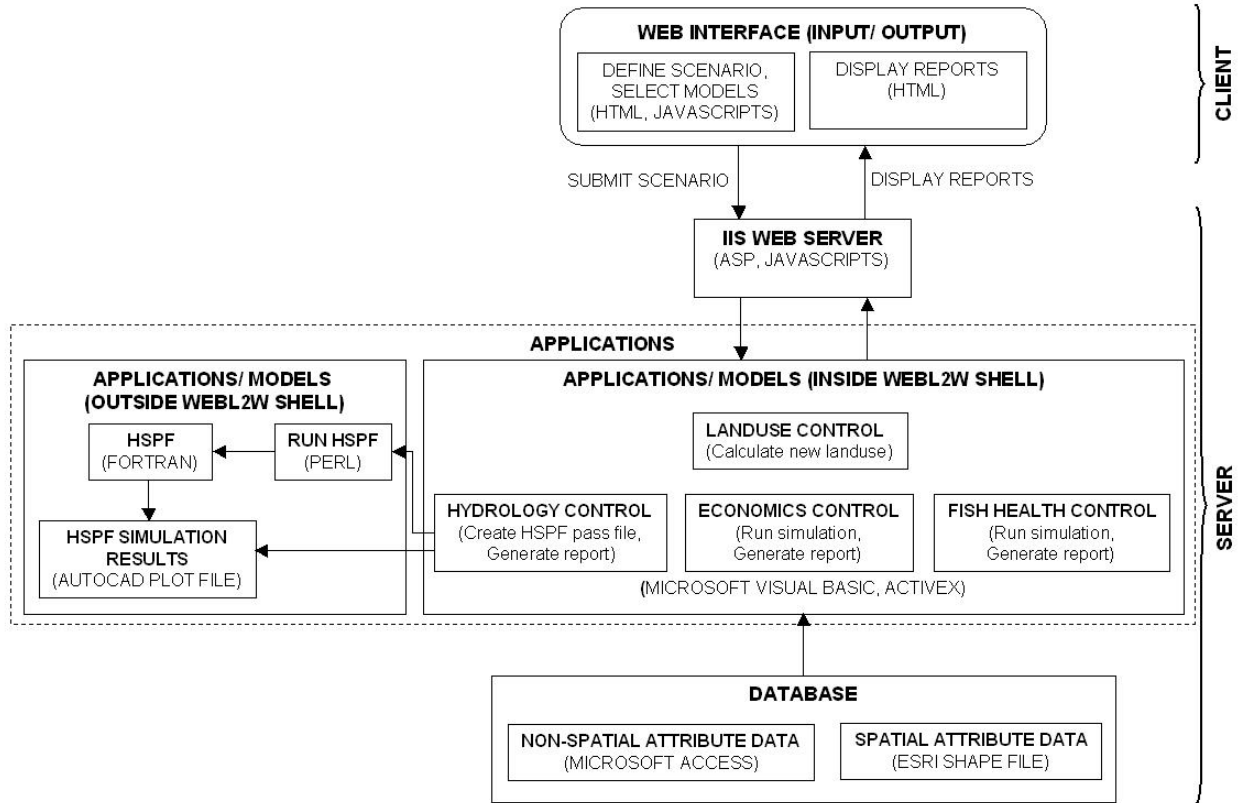 WEB INTERFACE (INPUT/ OUTPUT)
DEFINE SCENARIO,
SELECT MODELS
(HTML, JAVASCRIPTS)
DISPLAY REPORTS
(HTML)
CLIENT
SUBMIT SCENARIO
DISPLAY REPORTS
IIS WEB SERVER
(ASP, JAVASCRIPTS)
APPLICATIONS
APPLICATIONS/ MODELS
(OUTSIDE WEBL2W SHELL)
HSPF
(FORTRAN)
RUN HSPF
(PERL)
HSPF SIMULATION
RESULTS
(AUTOCAD PLOT FILE)
APPLICATIONS/ MODELS (INSIDE WEBL2W SHELL)
LANDUSE CONTROL
(Calculate new landuse)
HYDROLOGY CONTROL
(Create HSPF pass file,
Generate report)
ECONOMICS CONTROL
(Run simulation,
Generate report)
FISH HEALTH CONTROL
(Run simulation,
Generate report)
(MICROSOFT VISUAL BASIC, ACTIVEX)
SERVER
DATABASE
NON-SPATIAL ATTRIBUTE DATA
(MICROSOFT ACCESS)
SPATIAL ATTRIBUTE DATA
(ESRI SHAPE FILE)